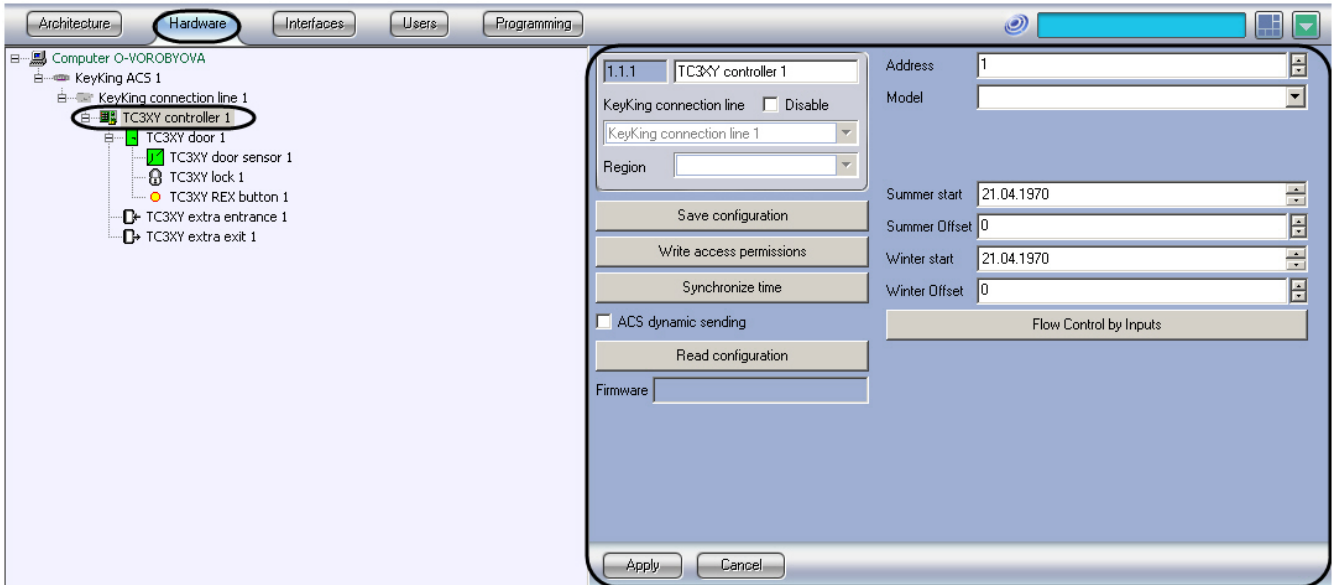 Architecture Hardware Interfaces Users Programming
Computer O-VOROBYOVA
KeyKing ACS 1
KeyKing connection line 1
TC3XY controller 1
TC3XY door 1
TC3XY door sensor 1
TC3XY lock 1
TC3XY REX button 1
TC3XY extra entrance 1
TC3XY extra exit 1
1.1.1 TC3XY controller 1
KeyKing connection line Disable
KeyKing connection line 1
Region
Save configuration
Write access permissions
Synchronize time
ACS dynamic sending
Read configuration
Firmware
Address 1
Model
Summer start 21.04.1970
Summer Offset 0
Winter start 21.04.1970
Winter Offset 0
Flow Control by Inputs
Apply Cancel